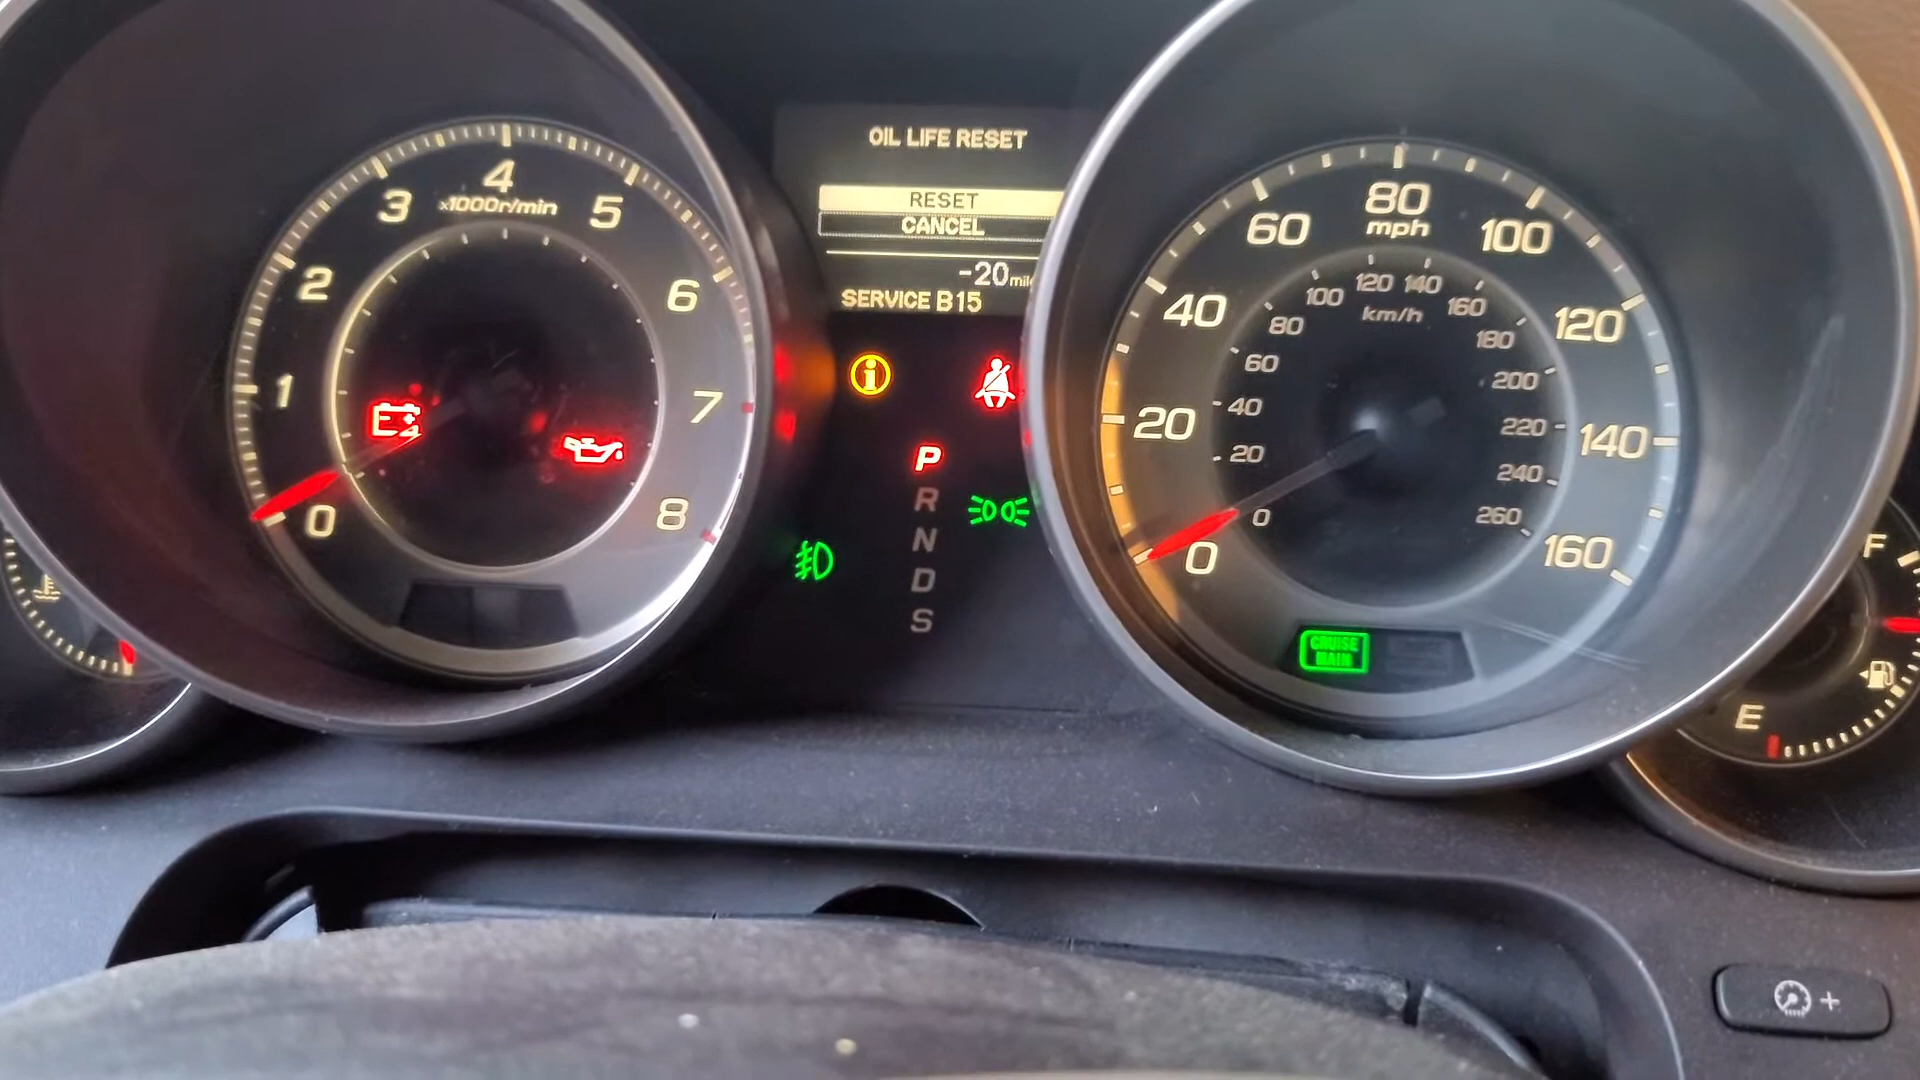 OIL LIFE RESET
RESET
CANCEL
-20
SERVICE B15
0
1
2
3
4
5
6
7
8
x1000r/min
P
R
N
D
S
0
20
40
60
80
mph
100
120
140
160
0
20
40
60
80
100
120
140
160
180
200
220
240
260
km/h
CRUISE
MAIN
F
E
+